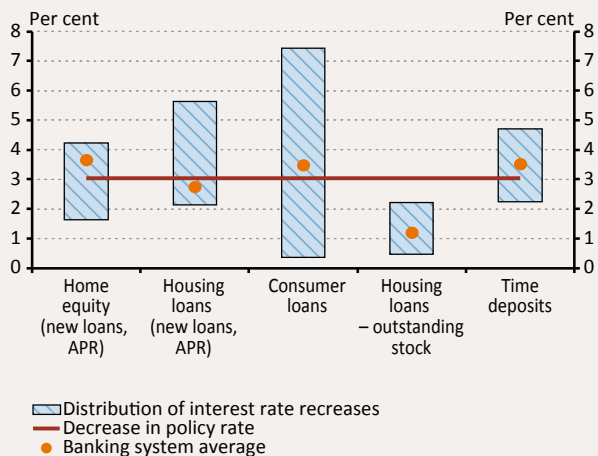 Per cent Per cent
8 8
7 7
6 6
5 5
4 4
3 3
2 2
1 1
0 0
Home equity (new loans, APR)
Housing loans (new loans, APR)
Consumer loans
Housing loans – outstanding stock
Time deposits
Distribution of interest rate recreases
Decrease in policy rate
Banking system average